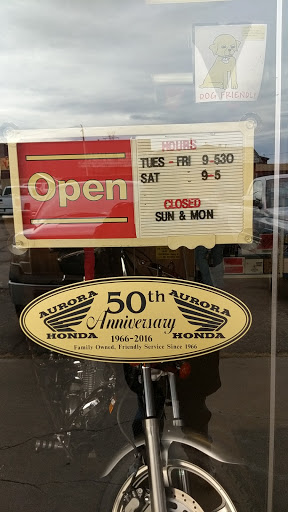 DOG FRIENDLY
Open
HOURS
TUES - FRI 9-530
SAT 9-5
CLOSED
SUN & MON
AURORA HONDA
50th
Anniversary
1966-2016
AURORA HONDA
Family Owned, Friendly Service Since 1966